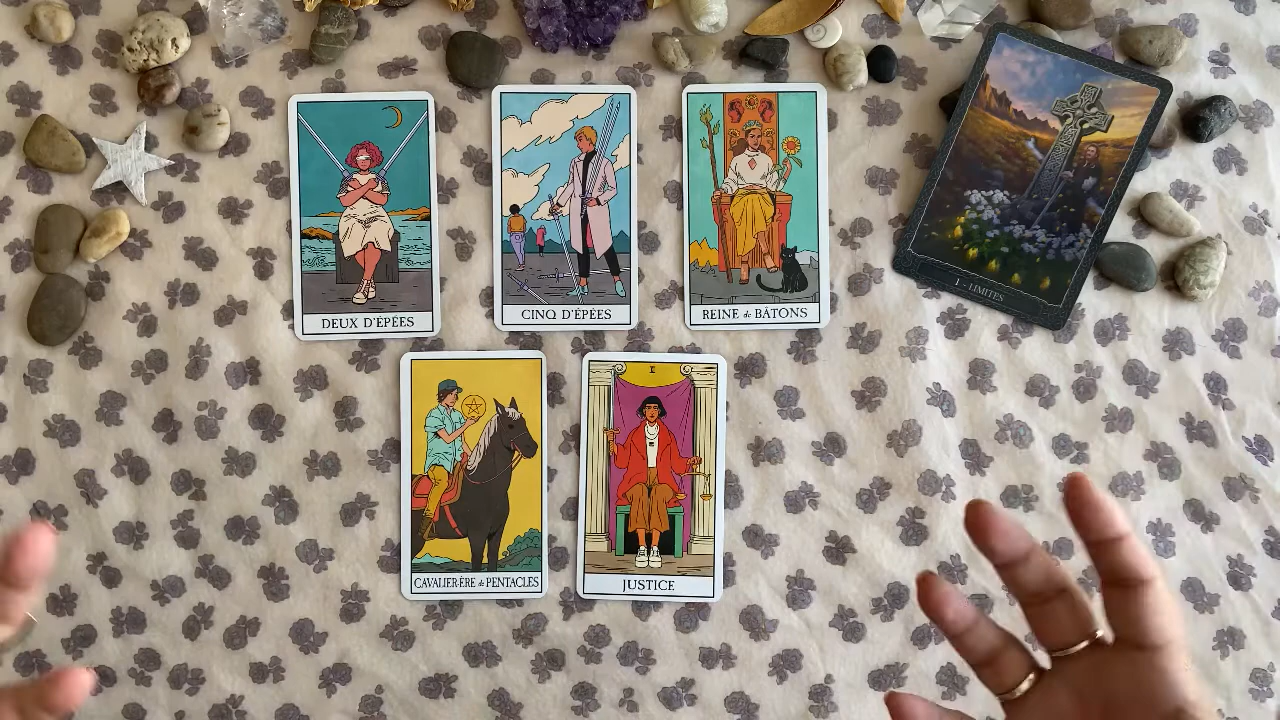 DEUX D'ÉPÉES
CINQ D'ÉPÉES
REINE de BÂTONS
I - LIMITES
CAVALIER·ÈRE de PENTACLES
JUSTICE